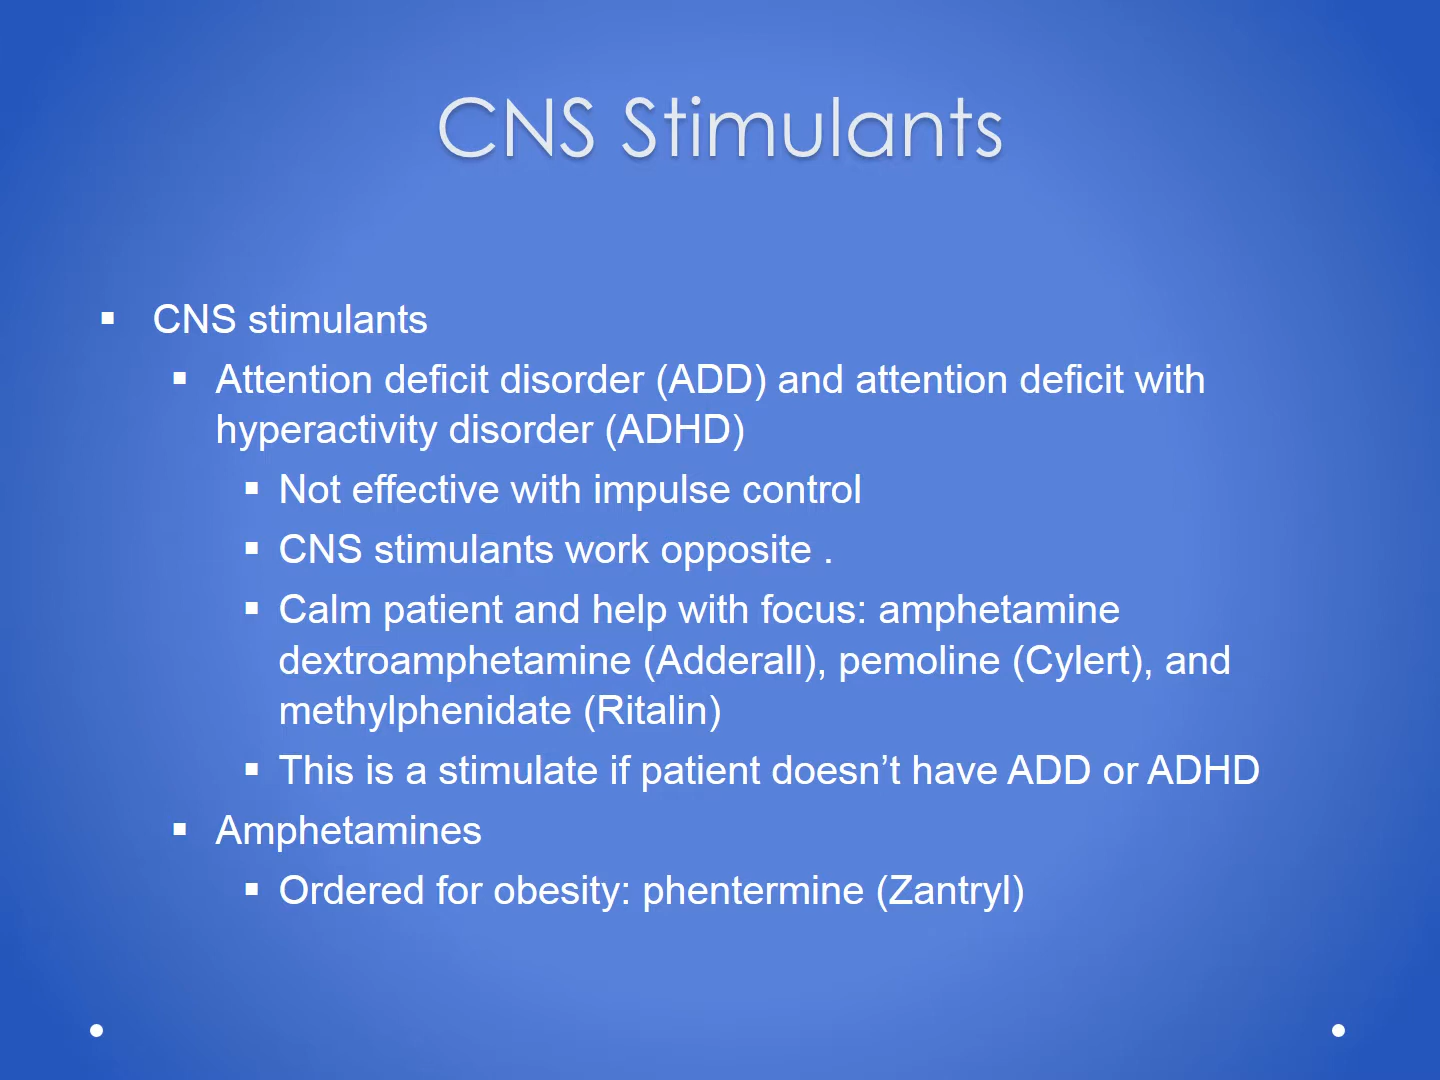 CNS Stimulants
▪ CNS stimulants
▪ Attention deficit disorder (ADD) and attention deficit with
hyperactivity disorder (ADHD)
▪ Not effective with impulse control
▪ CNS stimulants work opposite .
▪ Calm patient and help with focus: amphetamine
dextroamphetamine (Adderall), pemoline (Cylert), and
methylphenidate (Ritalin)
▪ This is a stimulate if patient doesn’t have ADD or ADHD
▪ Amphetamines
▪ Ordered for obesity: phentermine (Zantryl)